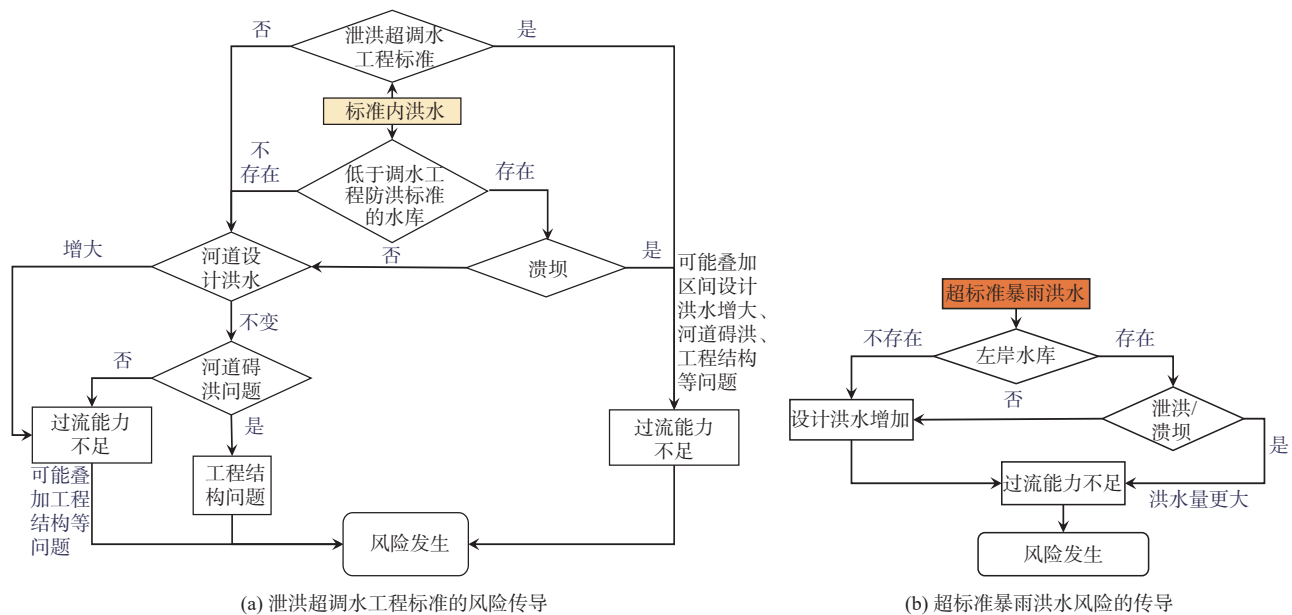 否
泄洪超调水
工程标准
是
标准内洪水
不
存在
低于调水工
程防洪标准
的水库
存在
增大
河道设
计洪水
否
溃坝
是
可能叠加
区间设计
洪水增大、
河道碍洪、
工程结构
等问题
不变
否
河道碍
洪问题
是
过流能力
不足
过流能力
不足
可能叠
加工程
结构等
问题
工程结
构问题
风险发生
(a) 泄洪超调水工程标准的风险传导
超标准暴雨洪水
不存在
左岸水库
存在
设计洪水增加
否
泄洪/
溃坝
是
过流能力不足
洪水量更大
风险发生
(b) 超标准暴雨洪水风险的传导